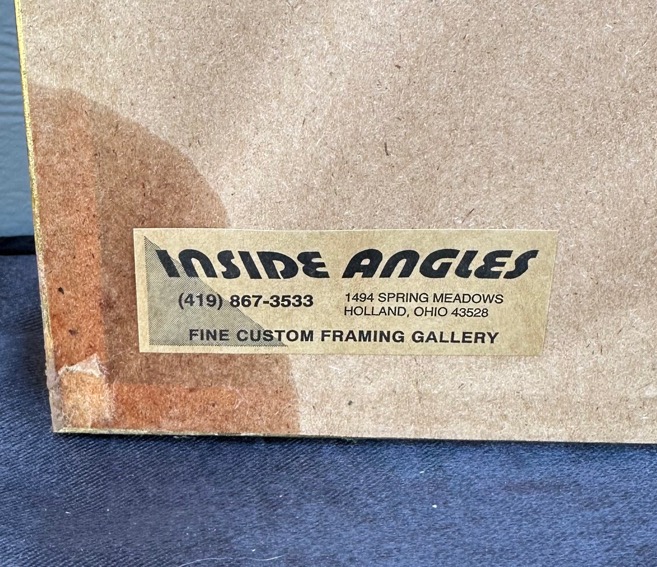 INSIDE ANGLES
(419) 867-3533
1494 SPRING MEADOWS
HOLLAND, OHIO 43528
FINE CUSTOM FRAMING GALLERY